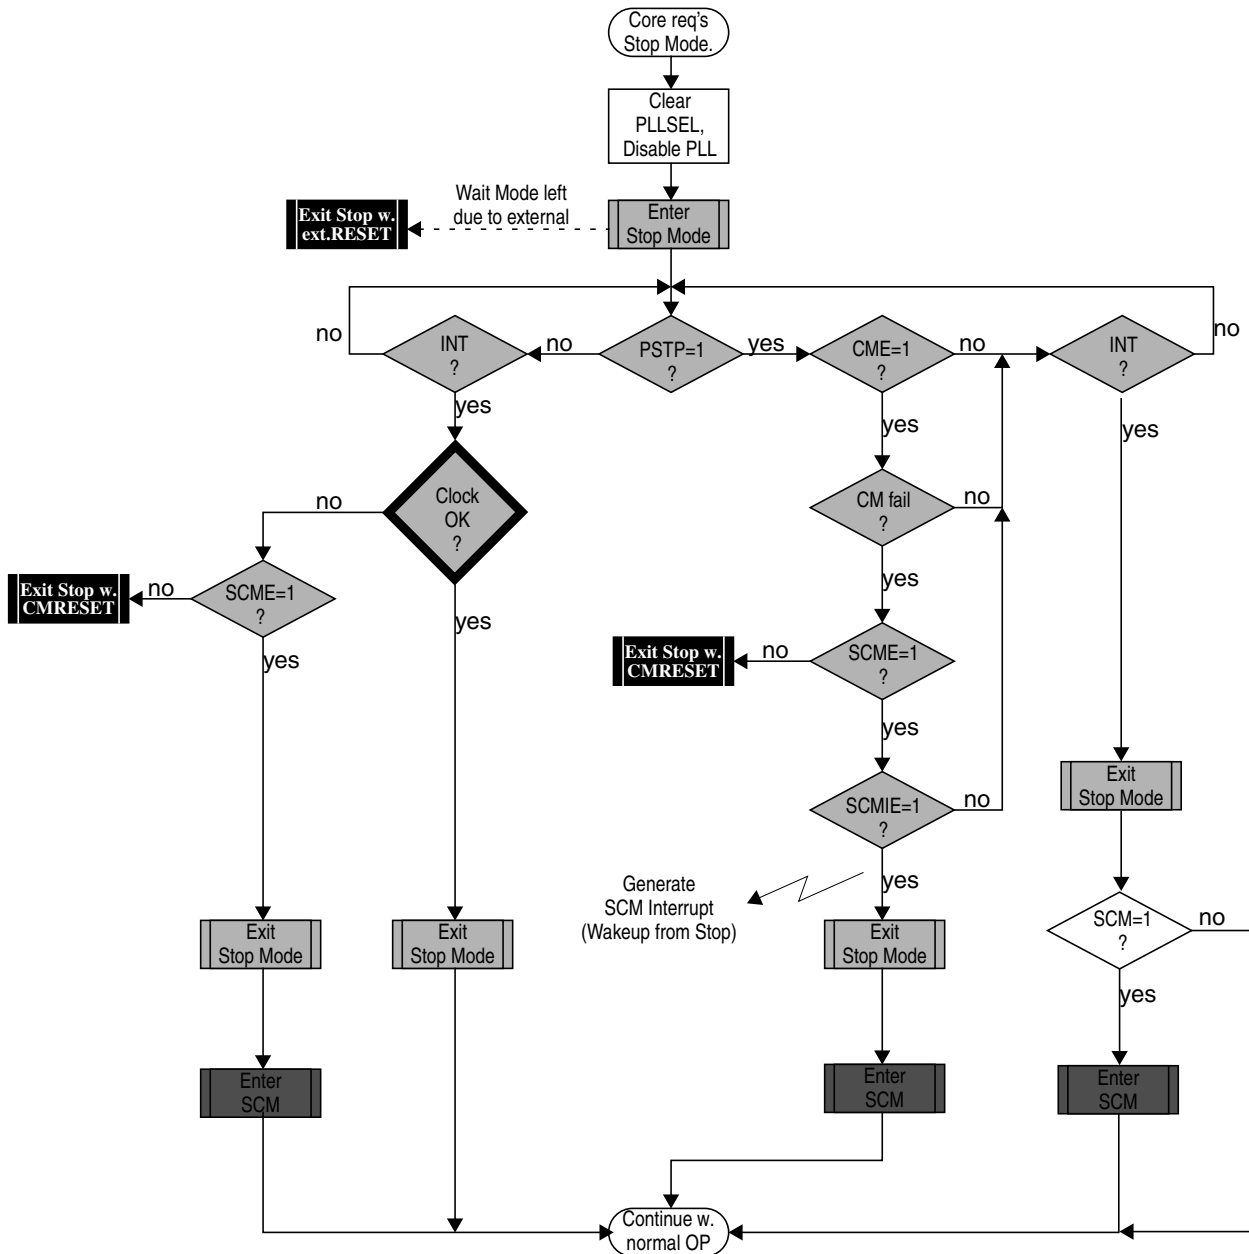 Core req's
Stop Mode.
Clear
PLLSEL,
Disable PLL
Wait Mode left
due to external
Exit Stop w.
ext.RESET
Enter
Stop Mode
no
INT
?
no
PSTP=1
?
yes
CME=1
?
no
INT
?
no
yes
yes
yes
Clock
OK
?
no
CM fail
?
no
Exit Stop w.
CMRESET
no
SCME=1
?
yes
yes
yes
Exit Stop w.
CMRESET
no
SCME=1
?
yes
SCMIE=1
?
no
Exit
Stop Mode
Generate
SCM Interrupt
(Wakeup from Stop)
yes
Exit
Stop Mode
Exit
Stop Mode
Exit
Stop Mode
SCM=1
?
no
yes
Enter
SCM
Enter
SCM
Enter
SCM
Continue w.
normal OP